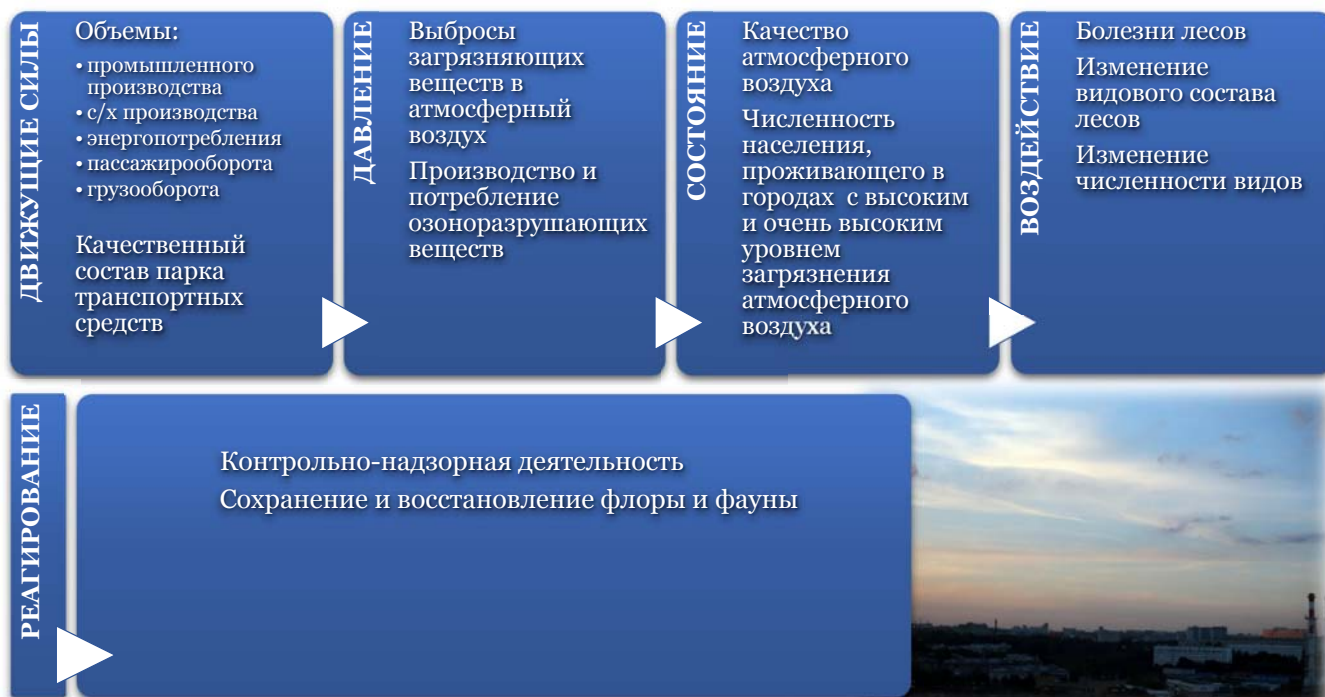 ДВИЖУЩИЕ СИЛЫ
Объемы:
• промышленного
производства
• с/х производства
• энергопотребления
• пассажирооборота
• грузооборота
Качественный
состав парка
транспортных
средств
ДАВЛЕНИЕ
Выбросы
загрязняющих
веществ в
атмосферный
воздух
Производство и
потребление
озоноразрушающих
веществ
СОСТОЯНИЕ
Качество
атмосферного
воздуха
Численность
населения,
проживающего в
городах с высоким
и очень высоким
уровнем
загрязнения
атмосферного
воздуха
ВОЗДЕЙСТВИЕ
Болезни лесов
Изменение
видового состава
лесов
Изменение
численности видов
РЕАГИРОВАНИЕ
Контрольно-надзорная деятельность
Сохранение и восстановление флоры и фауны